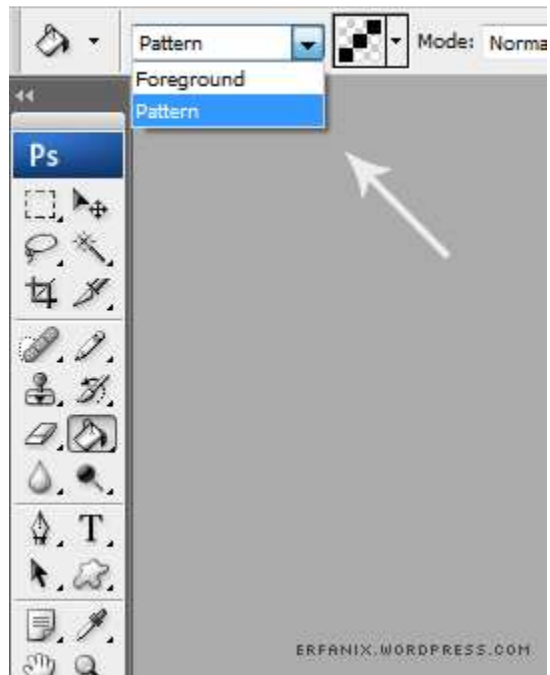 Pattern Mode: Norma
Foreground
Pattern
Ps
T
ERFANIX.WORDPRESS.COM